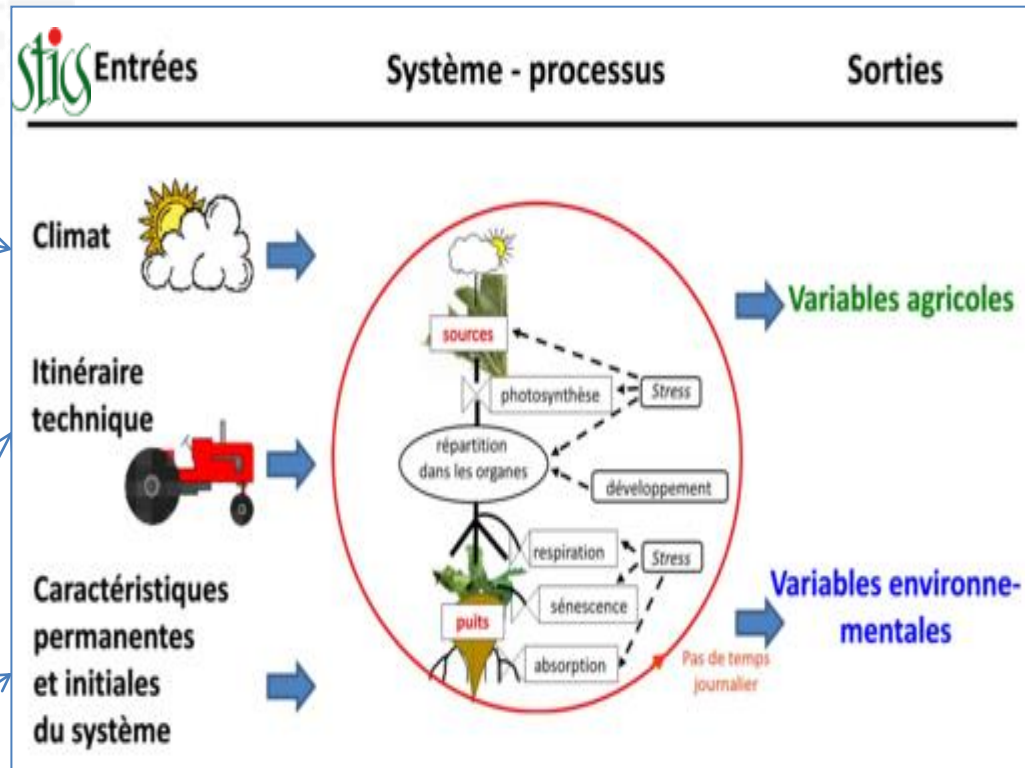 stics
Entrées
Système - processus
Sorties
Climat
Itinéraire
technique
Caractéristiques
permanentes
et initiales
du système
sources
photosynthèse
Stress
répartition
dans les organes
développement
respiration
Stress
sénescence
puits
absorption
Pas de temps
journalier
Variables agricoles
Variables environne-
mentales